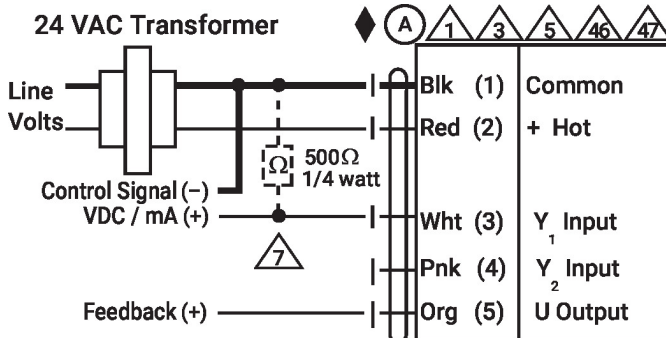 24 VAC Transformer
A 1 3 5 46 47
Line
Volts
Blk (1) Common
Red (2) + Hot
Ω 500Ω
1/4 watt
Control Signal (−)
VDC / mA (+)
Wht (3) Y1 Input
7
Pnk (4) Y2 Input
Feedback (+)
Org (5) U Output